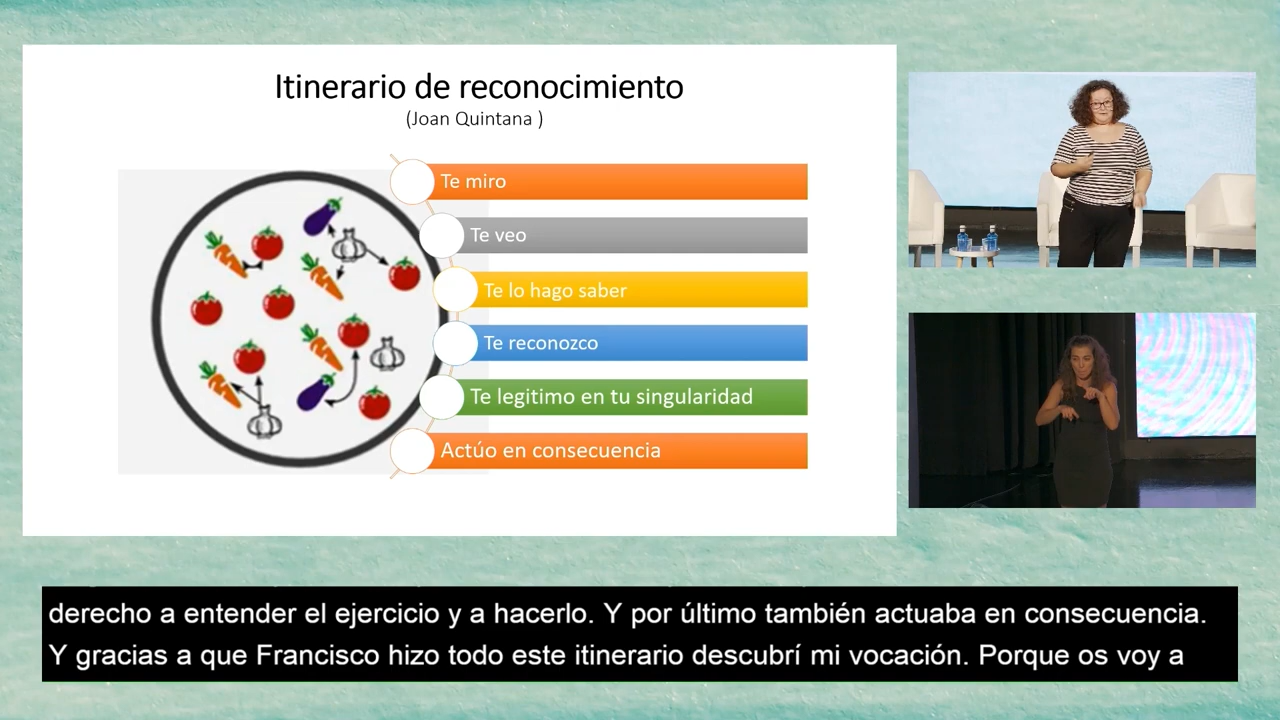 Itinerario de reconocimiento
(Joan Quintana )
Te miro
Te veo
Te lo hago saber
Te reconozco
Te legitimo en tu singularidad
Actúo en consecuencia
derecho a entender el ejercicio y a hacerlo. Y por último también actuaba en consecuencia.
Y gracias a que Francisco hizo todo este itinerario descubrí mi vocación. Porque os voy a